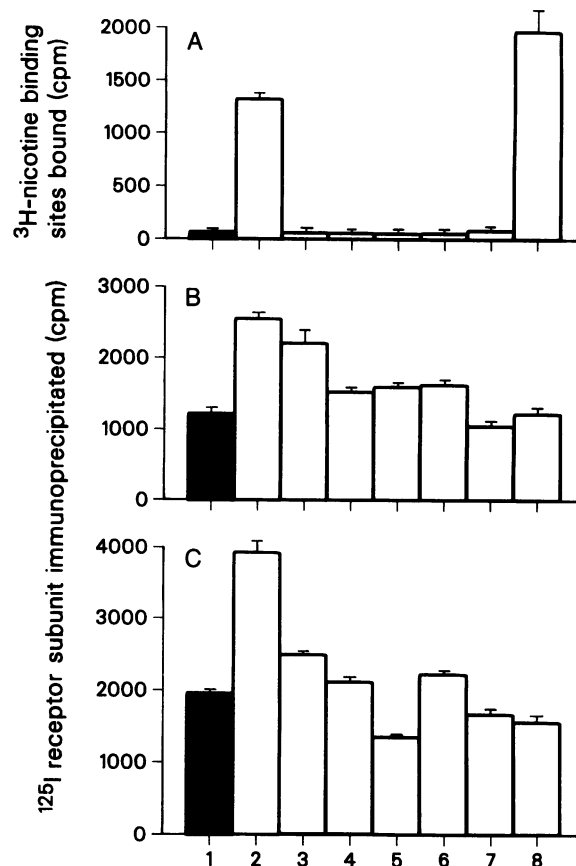 ³H-nicotine binding
sites bound (cpm)
A
2000
1500
1000
500
0
¹²⁵I receptor subunit immunoprecipitated (cpm)
B
3000
2000
1000
0
C
4000
3000
2000
1000
0
1 2 3 4 5 6 7 8